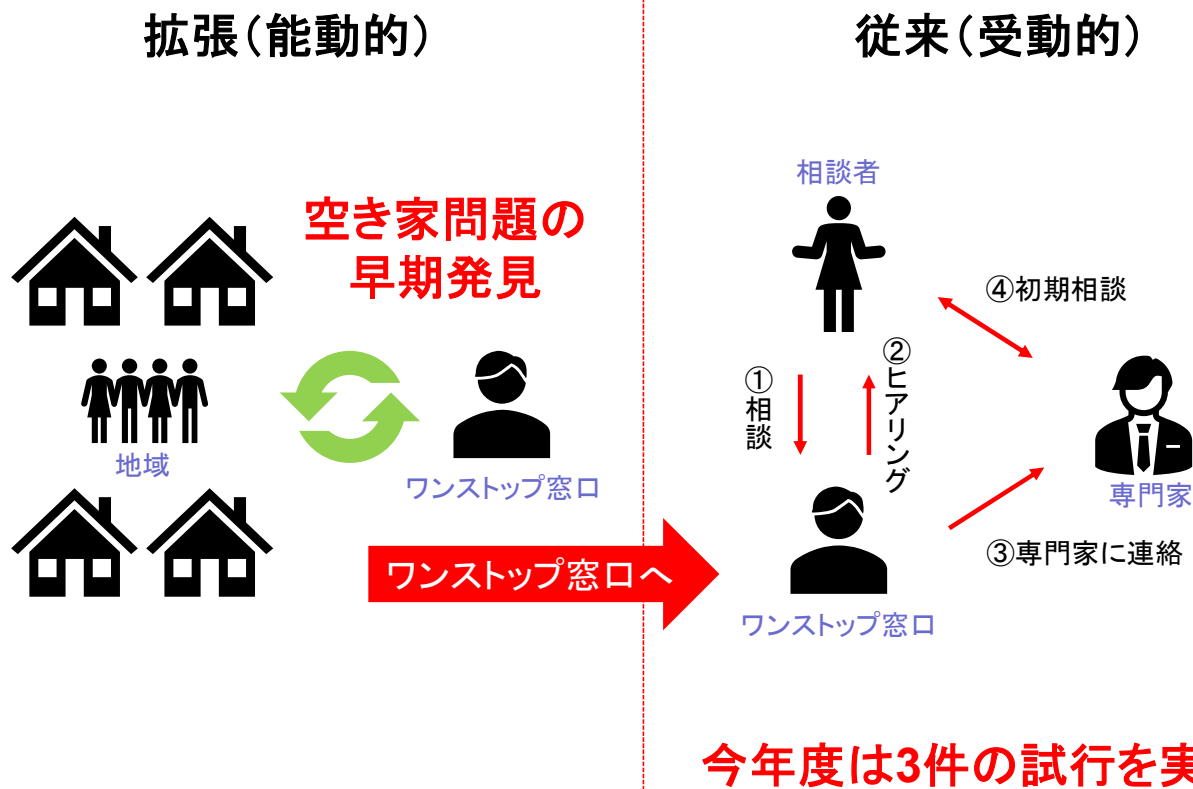 拡張(能動的)
従来(受動的)
空き家問題の
早期発見
地域
ワンストップ窓口
ワンストップ窓口へ
相談者
①相談
②ヒアリング
③専門家に連絡
④初期相談
専門家
ワンストップ窓口
今年度は3件の試行を実